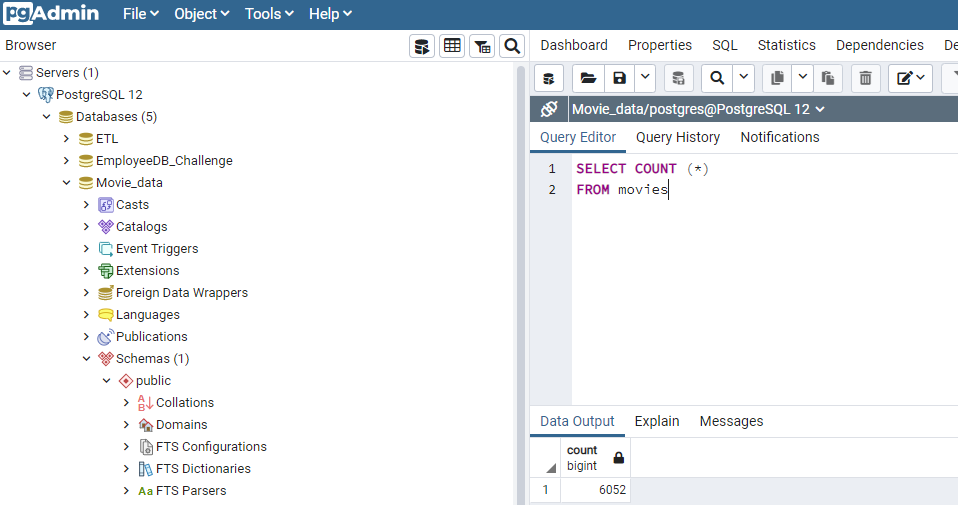 pgAdmin File Object Tools Help
Browser
Dashboard Properties SQL Statistics Dependencies De
Servers (1)
PostgreSQL 12
Databases (5)
ETL
EmployeeDB_Challenge
Movie_data
Casts
Catalogs
Event Triggers
Extensions
Foreign Data Wrappers
Languages
Publications
Schemas (1)
public
Collations
Domains
FTS Configurations
FTS Dictionaries
Aa FTS Parsers
Movie_data/postgres@PostgreSQL 12
Query Editor Query History Notifications
1 SELECT COUNT (*)
2 FROM movies
Data Output Explain Messages
count
bigint
1 6052